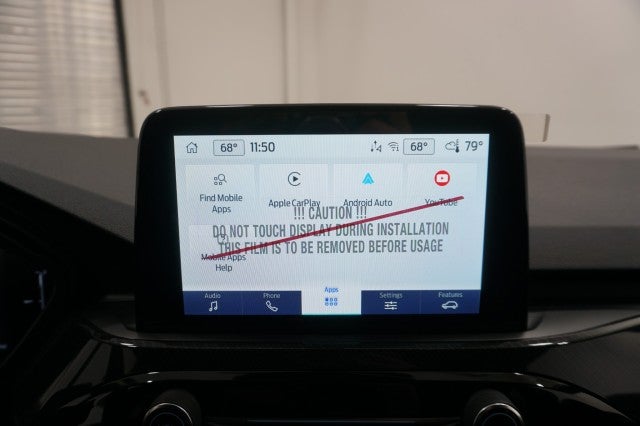 68° 11:50 68° 79°
Find Mobile Apps
Apple CarPlay
Android Auto
YouTube
!!! CAUTION !!!
DO NOT TOUCH DISPLAY DURING INSTALLATION
THIS FILM IS TO BE REMOVED BEFORE USAGE
Mobile Apps
Help
Audio Phone Apps Settings Features